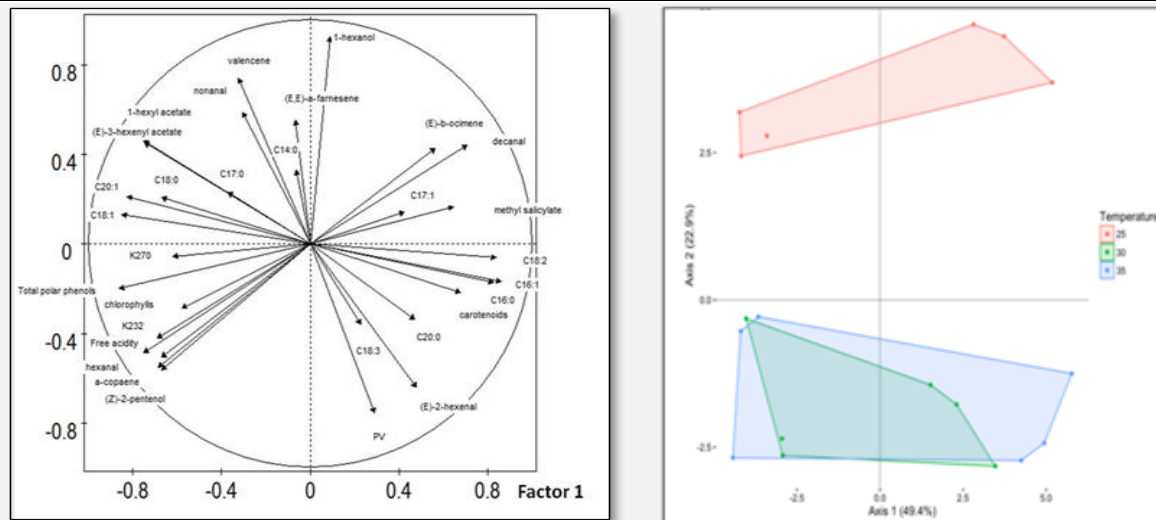 1-hexanol
valencene
nonanal
(E,E)-a-farnesene
1-hexyl acetate
(E)-3-hexenyl acetate
(E)-b-ocimene
decanal
C14:0
C17:0
C18:0
C20:1
C18:1
C17:1
methyl salicylate
K270
C18:2
C16:1
C16:0
Total polar phenols
chlorophylls
carotenoids
K232
Free acidity
C20:0
C18:3
hexanal
a-copaene
(Z)-2-pentenol
(E)-2-hexenal
PV
0.8
0.4
0
-0.4
-0.8
-0.8
-0.4
0
0.4
0.8
Factor 1
Axis 2 (22.9%)
2.5
0.0
-2.5
-2.5
0.0
2.5
5.0
Axis 1 (49.4%)
Temperature
25
30
35